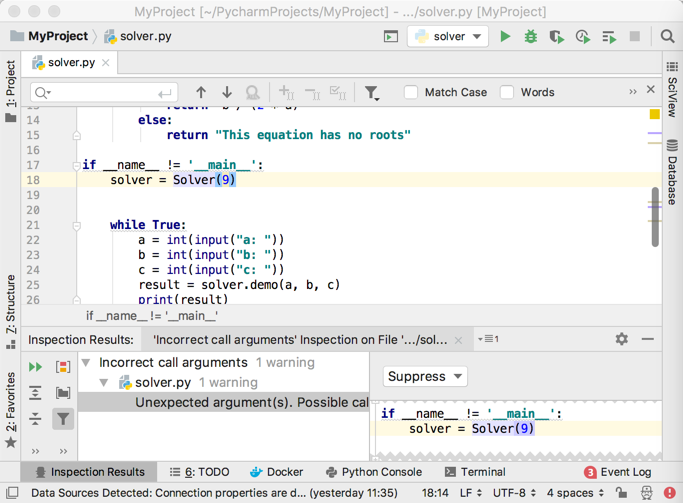 MyProject [~/PycharmProjects/MyProject] - .../solver.py [MyProject]
MyProject solver.py solver
1: Project
solver.py
Match Case Words
14 else:
15 return "This equation has no roots"
16
17 if __name__ != '__main__':
18 solver = Solver(9)
19
20
21 while True:
22 a = int(input("a: "))
23 b = int(input("b: "))
24 c = int(input("c: "))
25 result = solver.demo(a, b, c)
26 print(result)
if __name__ != '__main__'
SciView
Database
Z: Structure
2: Favorites
Inspection Results: 'Incorrect call arguments' Inspection on File '.../sol... 1
Incorrect call arguments 1 warning
solver.py 1 warning
Unexpected argument(s). Possible cal
Suppress
if __name__ != '__main__':
solver = Solver(9)
Inspection Results 6: TODO Docker Python Console Terminal 3 Event Log
Data Sources Detected: Connection properties are d... (yesterday 11:35) 18:14 LF UTF-8 4 spaces